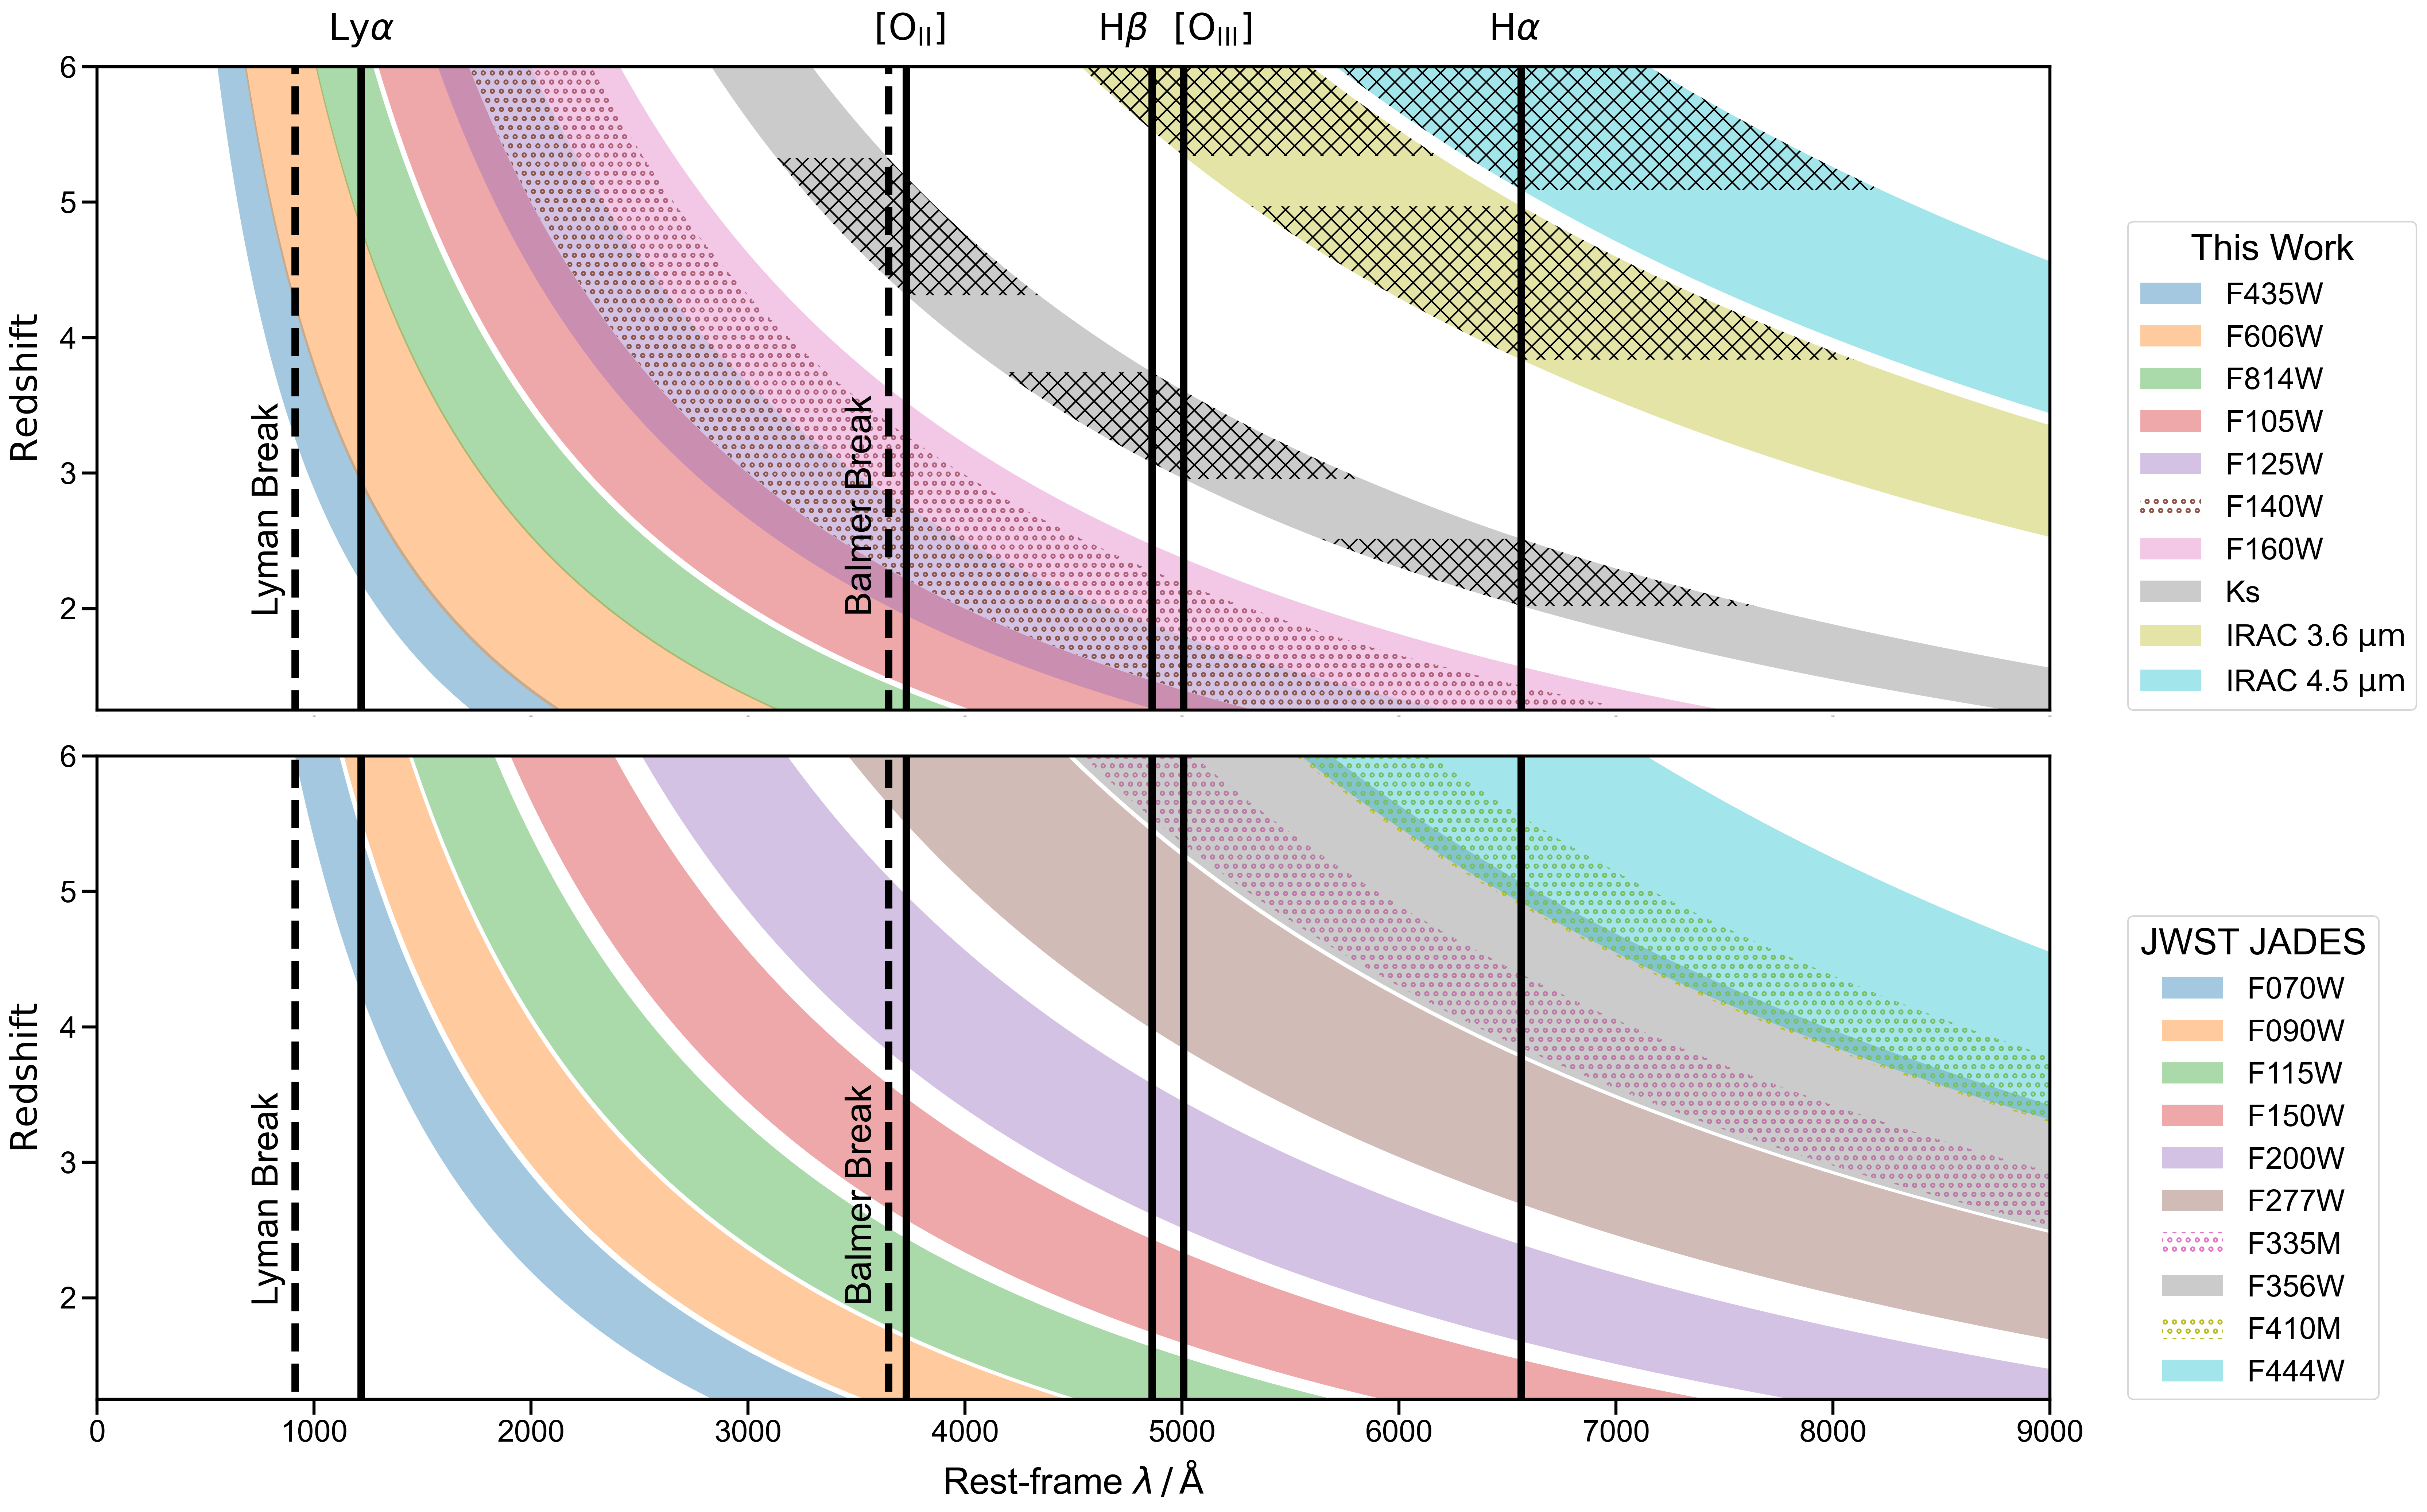 Lyα [OII] Hβ [OIII] Hα
6
5
4
3
2
Redshift
Lyman Break
Balmer Break
This Work
F435W
F606W
F814W
F105W
F125W
F140W
F160W
Ks
IRAC 3.6 μm
IRAC 4.5 μm
6
5
4
3
2
Redshift
Lyman Break
Balmer Break
JWST JADES
F070W
F090W
F115W
F150W
F200W
F277W
F335M
F356W
F410M
F444W
0 1000 2000 3000 4000 5000 6000 7000 8000 9000
Rest-frame λ / Å